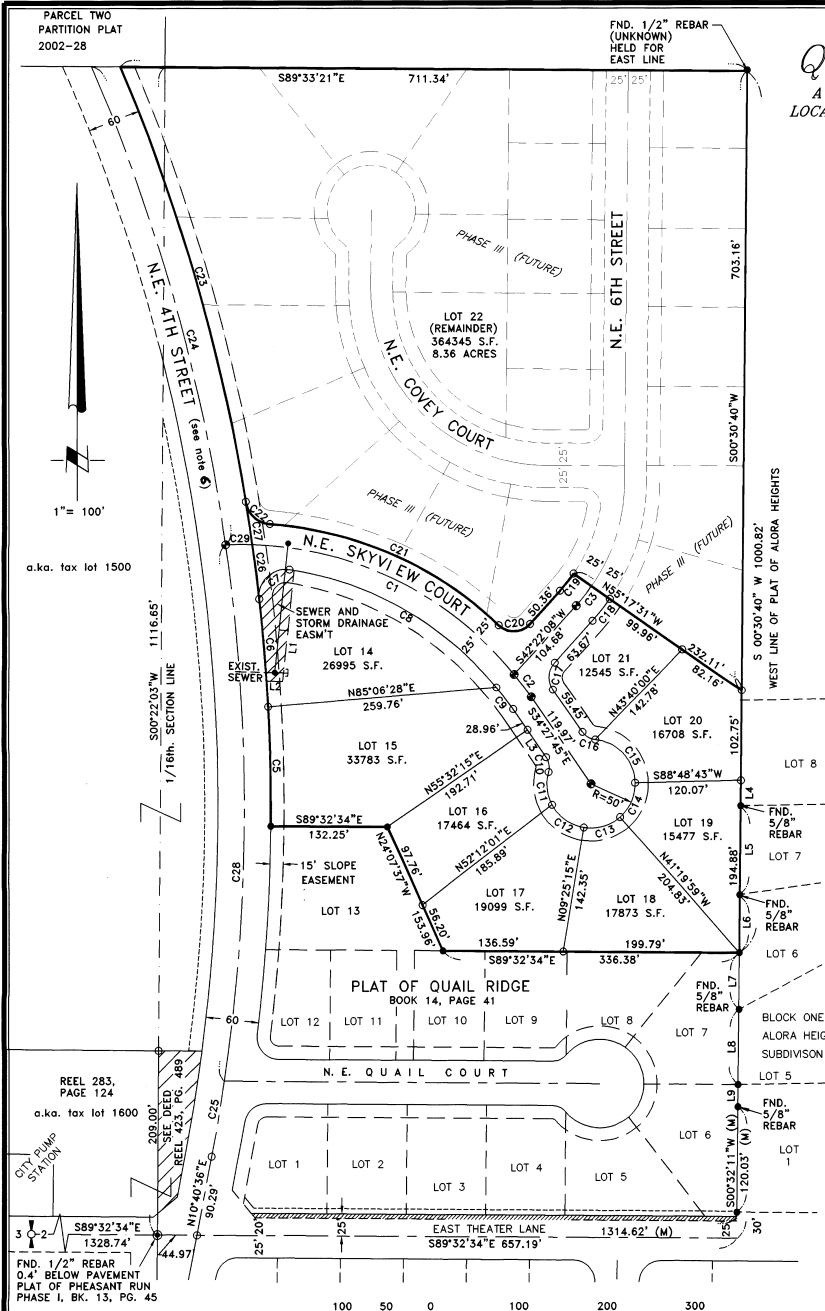 PARCEL TWO
PARTITION PLAT
2002-28
FND. 1/2" REBAR
(UNKNOWN)
HELD FOR
EAST LINE
Q
A
LOCA
S89°33'21"E 711.34'
25' 25'
60
C23
N.E. 4TH STREET (see note 6)
C24
PHASE III (FUTURE)
N.E. 6TH STREET
703.16'
LOT 22
(REMAINDER)
364345 S.F.
8.36 ACRES
N.E. COVEY COURT
S00°30'40"W
25' 25'
1"= 100'
PHASE III (FUTURE)
PHASE III (FUTURE)
S 00°30'40" W 1000.82'
WEST LINE OF PLAT OF ALORA HEIGHTS
a.k.a. tax lot 1500
C22
C27
C29
N.E. SKYVIEW COURT
C21
C26
C7
C1
C8
25' 25'
C20
50.36'
C19
25' 25'
C3
C18
N55°17'31"W
99.96'
232.11'
82.16'
1116.65'
S00°22'03"W
1/16th. SECTION LINE
SEWER AND
STORM DRAINAGE
EASM'T
LOT 14
26995 S.F.
C6
L1
EXIST.
SEWER
L2
S42°22'08"W
104.68'
63.67'
C17
LOT 21
12545 S.F.
N43°40'00"E
142.78'
N85°06'28"E
259.76'
C9
C2
28.96'
S34°27'45"E
119.97'
59.45'
C16
LOT 20
16708 S.F.
102.75'
LOT 15
33783 S.F.
L3
C10
C15
N55°32'15"E
192.71'
C5
R=50'
S88°48'43"W
120.07'
LOT 8
L4
FND.
5/8"
REBAR
LOT 16
17464 S.F.
C11
C12
C13
C14
LOT 19
15477 S.F.
S89°32'34"E
132.25'
L5
LOT 7
N52°12'01"E
185.89'
97.76'
N24°07'37"W
C28
15' SLOPE
EASEMENT
LOT 13
LOT 17
19099 S.F.
N09°25'15"E
142.35'
LOT 18
17873 S.F.
N41°19'59"W
204.83'
194.88'
FND.
5/8"
REBAR
56.20'
153.96'
L6
136.59'
199.79'
S89°32'34"E 336.38'
LOT 6
PLAT OF QUAIL RIDGE
BOOK 14, PAGE 41
L7
FND.
5/8"
REBAR
60
LOT 12
LOT 11
LOT 10
LOT 9
LOT 8
LOT 7
BLOCK ONE
ALORA HEIG
SUBDIVISON
L8
N.E. QUAIL COURT
LOT 5
REEL 283,
PAGE 124
a.k.a. tax lot 1600
209.00'
SEE DEED
REEL 423, PG. 489
C25
L9
FND.
5/8"
REBAR
LOT 6
LOT
1
CITY PUMP
STATION
LOT 1
LOT 2
LOT 3
LOT 4
LOT 5
S00°32'11"W (M)
120.03' (M)
N10°40'36"E
90.29'
3 2
S89°32'34"E
1328.74'
44.97'
25' 20'
25'
EAST THEATER LANE 1314.62' (M)
S89°32'34"E 657.19'
25'
30'
FND. 1/2" REBAR
0.4' BELOW PAVEMENT
PLAT OF PHEASANT RUN
PHASE I, BK. 13, PG. 45
100 50 0 100 200 300